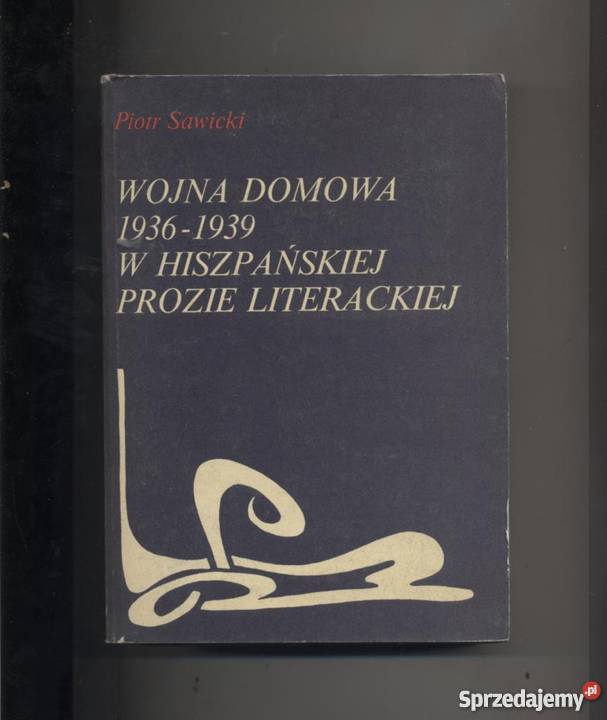 Piotr Sawicki
WOJNA DOMOWA
1936-1939
W HISZPAŃSKIEJ
PROZIE LITERACKIEJ
Sprzedajemy.pl